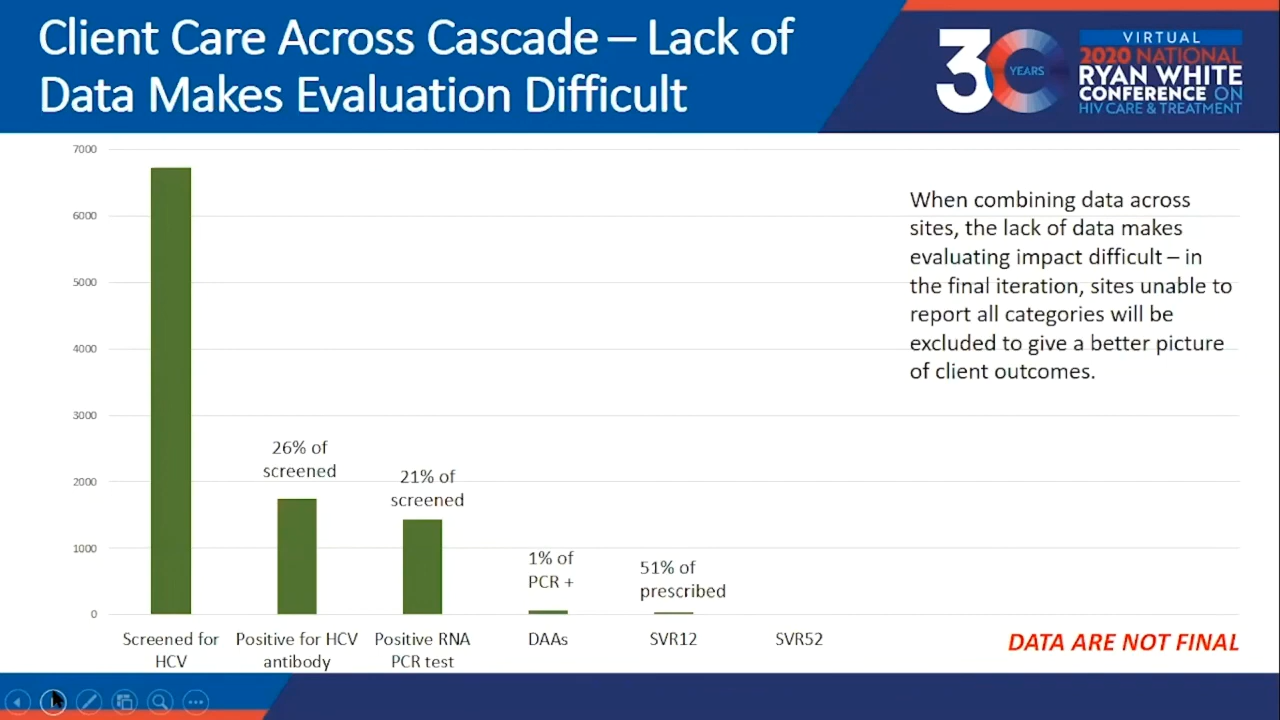 Client Care Across Cascade – Lack of
Data Makes Evaluation Difficult
30
YEARS
VIRTUAL
2020 NATIONAL
RYAN WHITE
CONFERENCE ON
HIV CARE & TREATMENT
7000
6000
5000
4000
3000
2000
1000
0
26% of
screened
21% of
screened
1% of
PCR +
51% of
prescribed
Screened for
HCV
Positive for HCV
antibody
Positive RNA
PCR test
DAAs
SVR12
SVR52
When combining data across
sites, the lack of data makes
evaluating impact difficult – in
the final iteration, sites unable to
report all categories will be
excluded to give a better picture
of client outcomes.
DATA ARE NOT FINAL